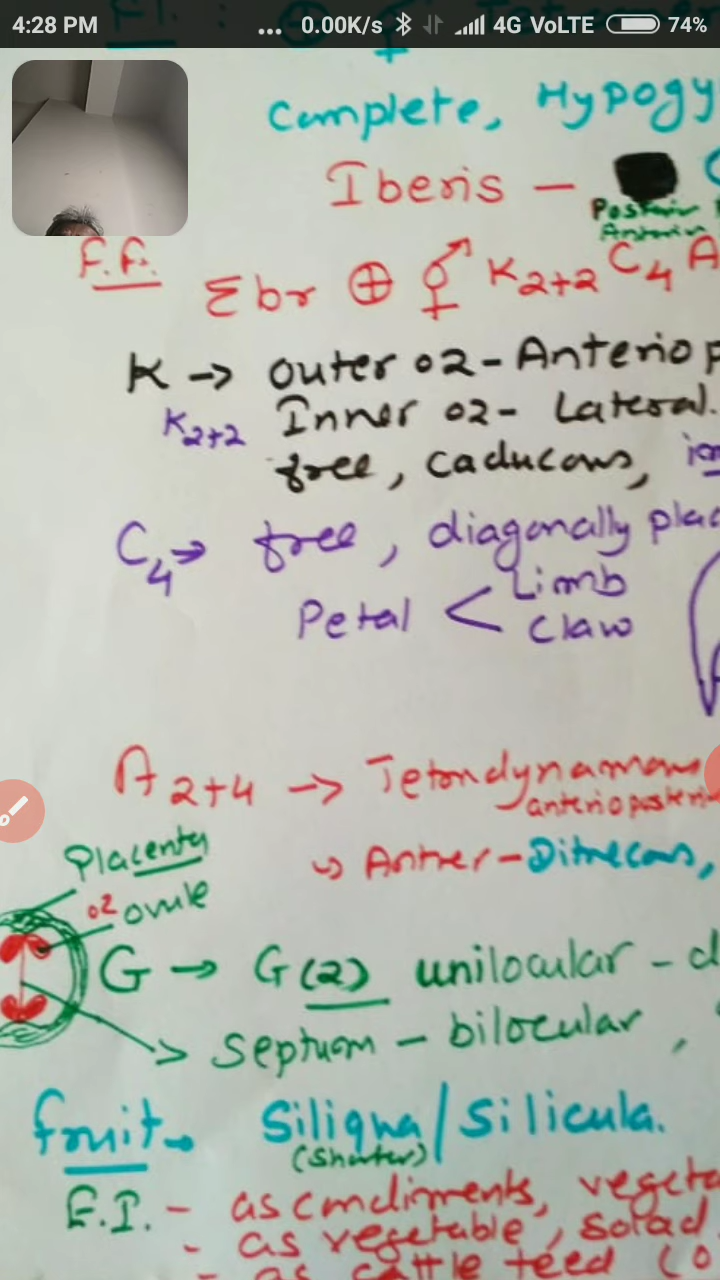 4:28 PM ... 0.00K/s 4G VoLTE 74%
F.I. :
Complete, Hypogy
Iberis –
Posterior
Anterior
F.F. Ebr ⊕ ⚥ K2+2 C4 A
K → Outer 02 - Anteriop
K2+2 Inner 02 - Lateral.
free, caducous,
C4 → free, diagonally plac
Limb
Petal <
Claw
A2+4 → Tetradynamous
anterioposteri
↳ Anther - Dithecous,
Placenta
02 ovule
G → G(2) unilocular - d
→ Septum - bilocular,
fruit → Siliqua/Silicula.
(Shorter)
E.I. - as condiments, vegeta
- as vegetable, Salad
- as cattle feed (O